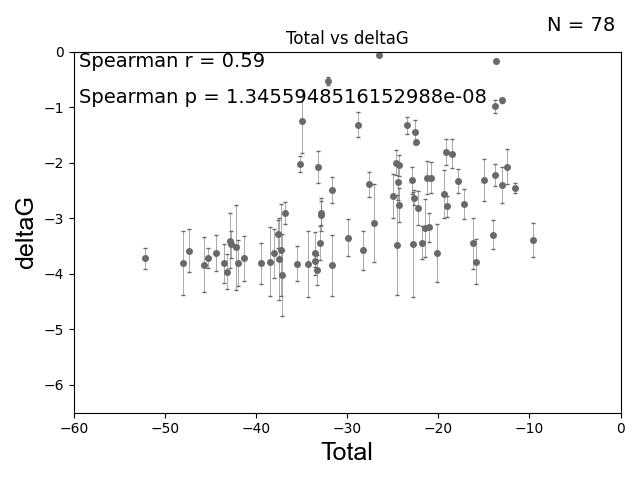 N = 78
Total vs deltaG
Spearman r = 0.59
Spearman p = 1.3455948516152988e-08
deltaG
0
−1
−2
−3
−4
−5
−6
−60
−50
−40
−30
−20
−10
0
Total